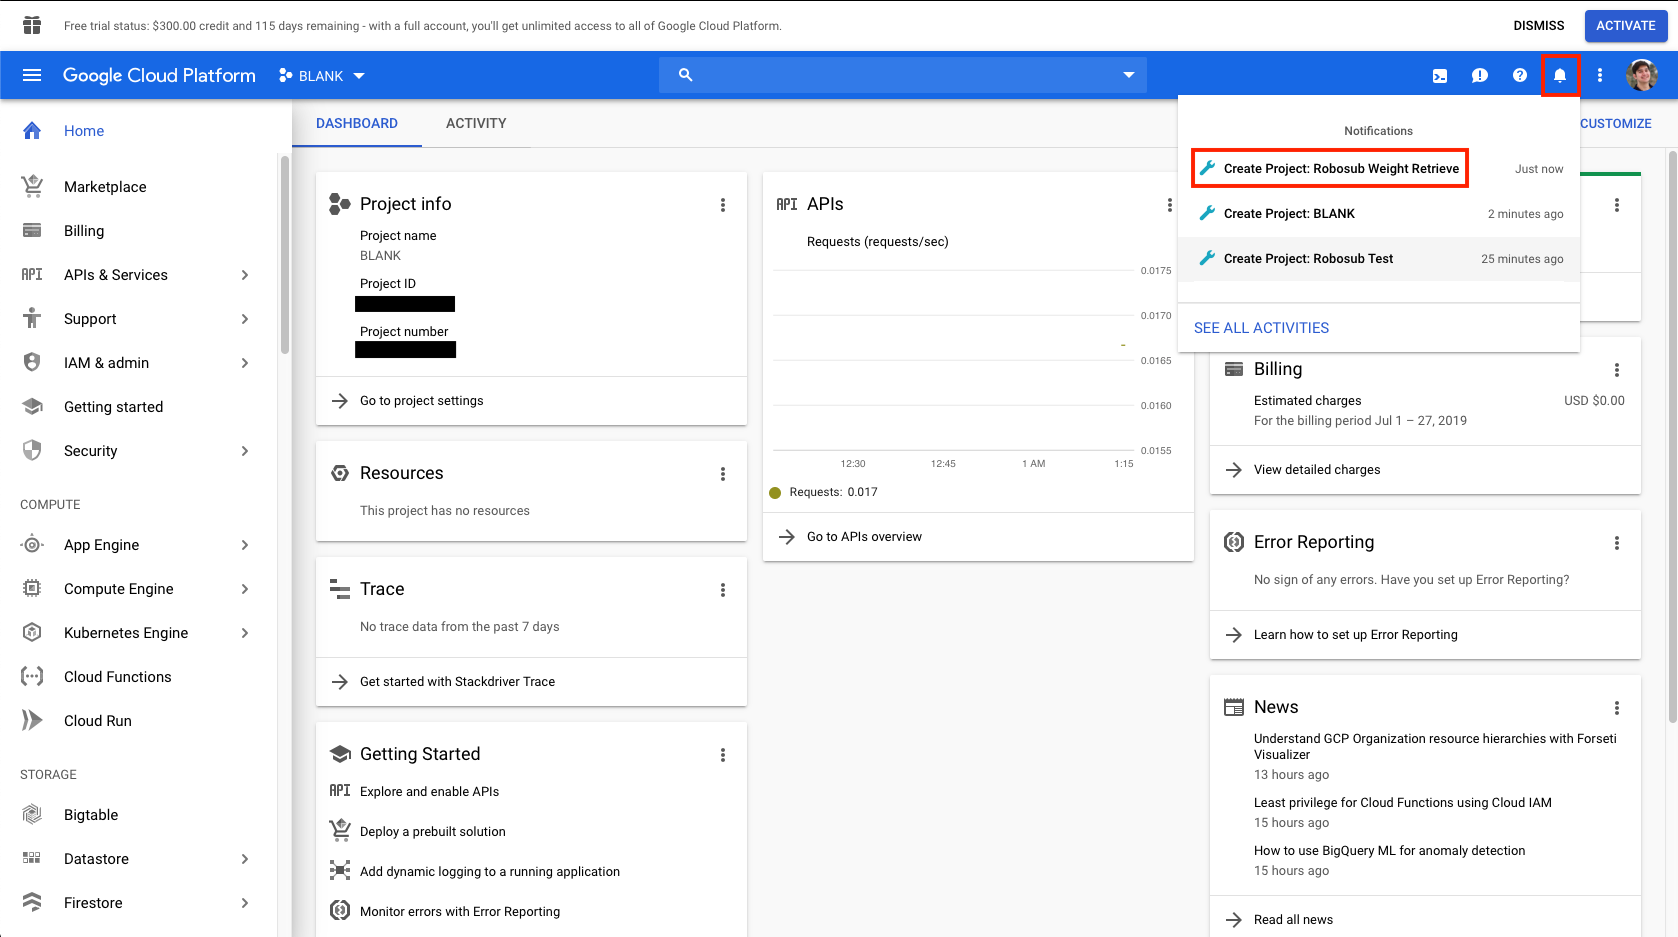 Free trial status: $300.00 credit and 115 days remaining - with a full account, you'll get unlimited access to all of Google Cloud Platform.
DISMISS
ACTIVATE
Google Cloud Platform
BLANK
Home
Marketplace
Billing
API
APIs & Services
Support
IAM & admin
Getting started
Security
COMPUTE
App Engine
Compute Engine
Kubernetes Engine
Cloud Functions
Cloud Run
STORAGE
Bigtable
Datastore
Firestore
DASHBOARD
ACTIVITY
CUSTOMIZE
Project info
Project name
BLANK
Project ID
Project number
Go to project settings
Resources
This project has no resources
Trace
No trace data from the past 7 days
Get started with Stackdriver Trace
Getting Started
API
Explore and enable APIs
Deploy a prebuilt solution
Add dynamic logging to a running application
Monitor errors with Error Reporting
API
APIs
Requests (requests/sec)
0.0175
0.0170
0.0165
0.0160
0.0155
12:30
12:45
1 AM
1:15
Requests: 0.017
Go to APIs overview
Notifications
Create Project: Robosub Weight Retrieve
Just now
Create Project: BLANK
2 minutes ago
Create Project: Robosub Test
25 minutes ago
SEE ALL ACTIVITIES
Billing
Estimated charges
USD $0.00
For the billing period Jul 1 – 27, 2019
View detailed charges
Error Reporting
No sign of any errors. Have you set up Error Reporting?
Learn how to set up Error Reporting
News
Understand GCP Organization resource hierarchies with Forseti
Visualizer
13 hours ago
Least privilege for Cloud Functions using Cloud IAM
15 hours ago
How to use BigQuery ML for anomaly detection
15 hours ago
Read all news